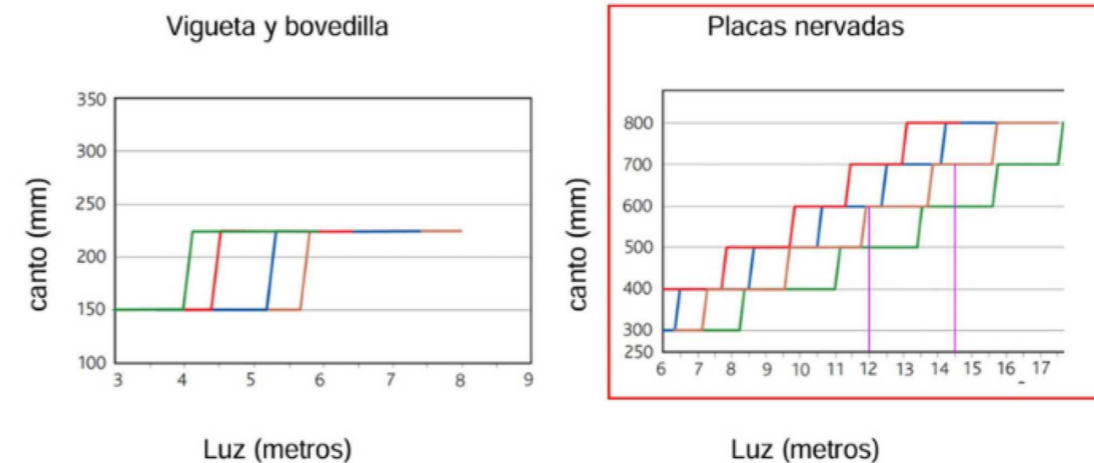 Vigueta y bovedilla
350
300
250
200
150
100
canto (mm)
3 4 5 6 7 8 9
Luz (metros)
Placas nervadas
800
700
600
500
400
300
250
canto (mm)
6 7 8 9 10 11 12 13 14 15 16 17
Luz (metros)